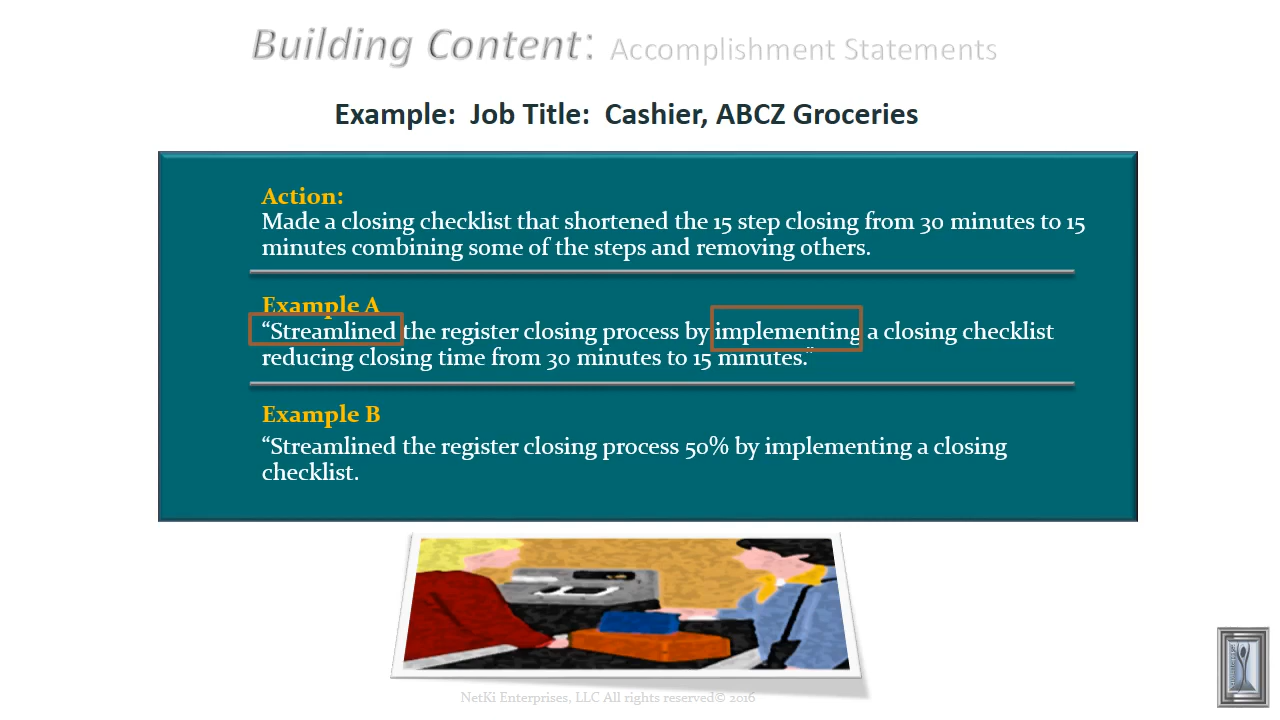 Building Content: Accomplishment Statements
Example:  Job Title:  Cashier, ABCZ Groceries
Action:
Made a closing checklist that shortened the 15 step closing from 30 minutes to 15
minutes combining some of the steps and removing others.
Example A
“Streamlined the register closing process by implementing a closing checklist
reducing closing time from 30 minutes to 15 minutes.”
Example B
“Streamlined the register closing process 50% by implementing a closing
checklist.
NetKi Enterprises, LLC All rights reserved© 2016